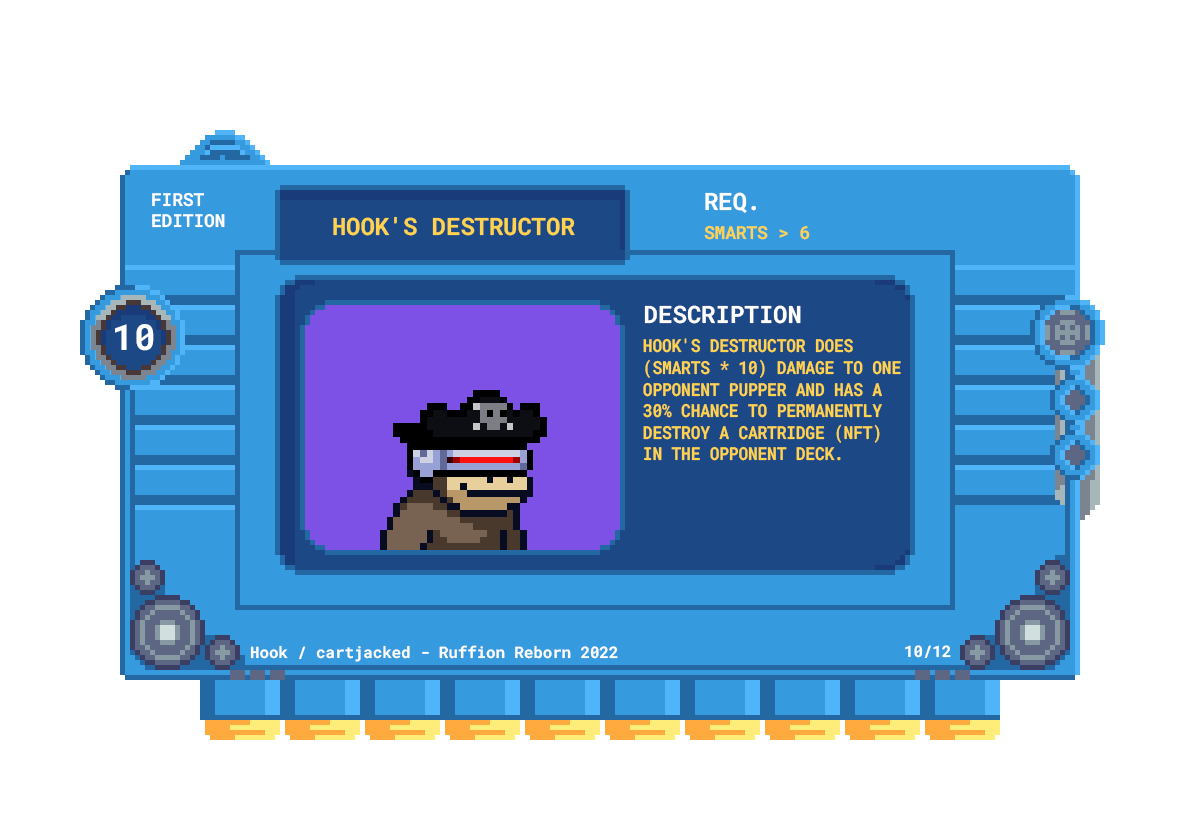 FIRST
EDITION
HOOK'S DESTRUCTOR
REQ.
SMARTS > 6
10
DESCRIPTION
HOOK'S DESTRUCTOR DOES
(SMARTS * 10) DAMAGE TO ONE
OPPONENT PUPPER AND HAS A
30% CHANCE TO PERMANENTLY
DESTROY A CARTRIDGE (NFT)
IN THE OPPONENT DECK.
Hook / cartjacked - Ruffion Reborn 2022
10/12